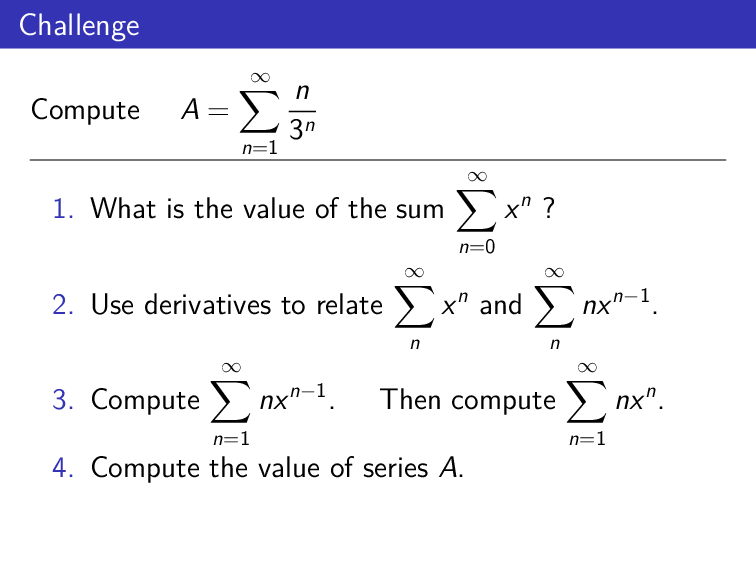 Challenge
Compute A = \sum_{n=1}^{\infty} \frac{n}{3^n}
1. What is the value of the sum \sum_{n=0}^{\infty} x^n ?
2. Use derivatives to relate \sum_{n}^{\infty} x^n and \sum_{n}^{\infty} nx^{n-1}.
3. Compute \sum_{n=1}^{\infty} nx^{n-1}. Then compute \sum_{n=1}^{\infty} nx^n.
4. Compute the value of series A.